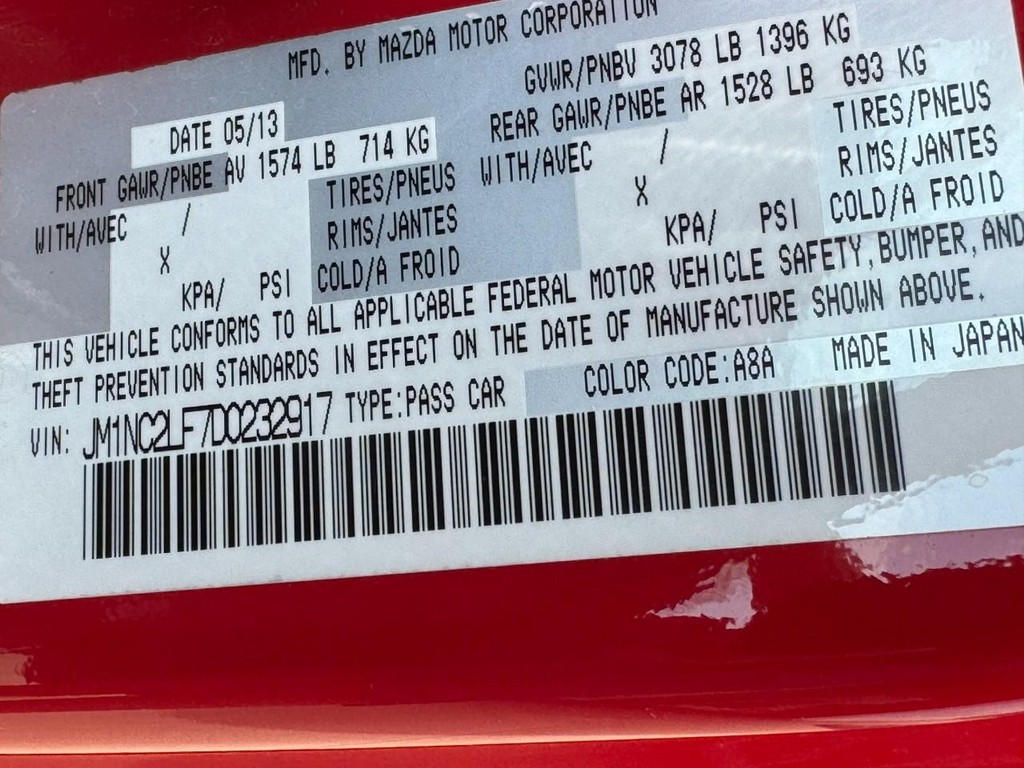 MFD. BY MAZDA MOTOR CORPORATION
DATE 05/13 GVWR/PNBV 3078 LB 1396 KG
FRONT GAWR/PNBE AV 1574 LB 714 KG REAR GAWR/PNBE AR 1528 LB 693 KG
WITH/AVEC / TIRES/PNEUS WITH/AVEC / TIRES/PNEUS
X RIMS/JANTES X RIMS/JANTES
KPA/ PSI COLD/A FROID KPA/ PSI COLD/A FROID
THIS VEHICLE CONFORMS TO ALL APPLICABLE FEDERAL MOTOR VEHICLE SAFETY, BUMPER, AND
THEFT PREVENTION STANDARDS IN EFFECT ON THE DATE OF MANUFACTURE SHOWN ABOVE.
VIN: JM1NC2LF7D0232917 TYPE:PASS CAR COLOR CODE:A8A MADE IN JAPAN